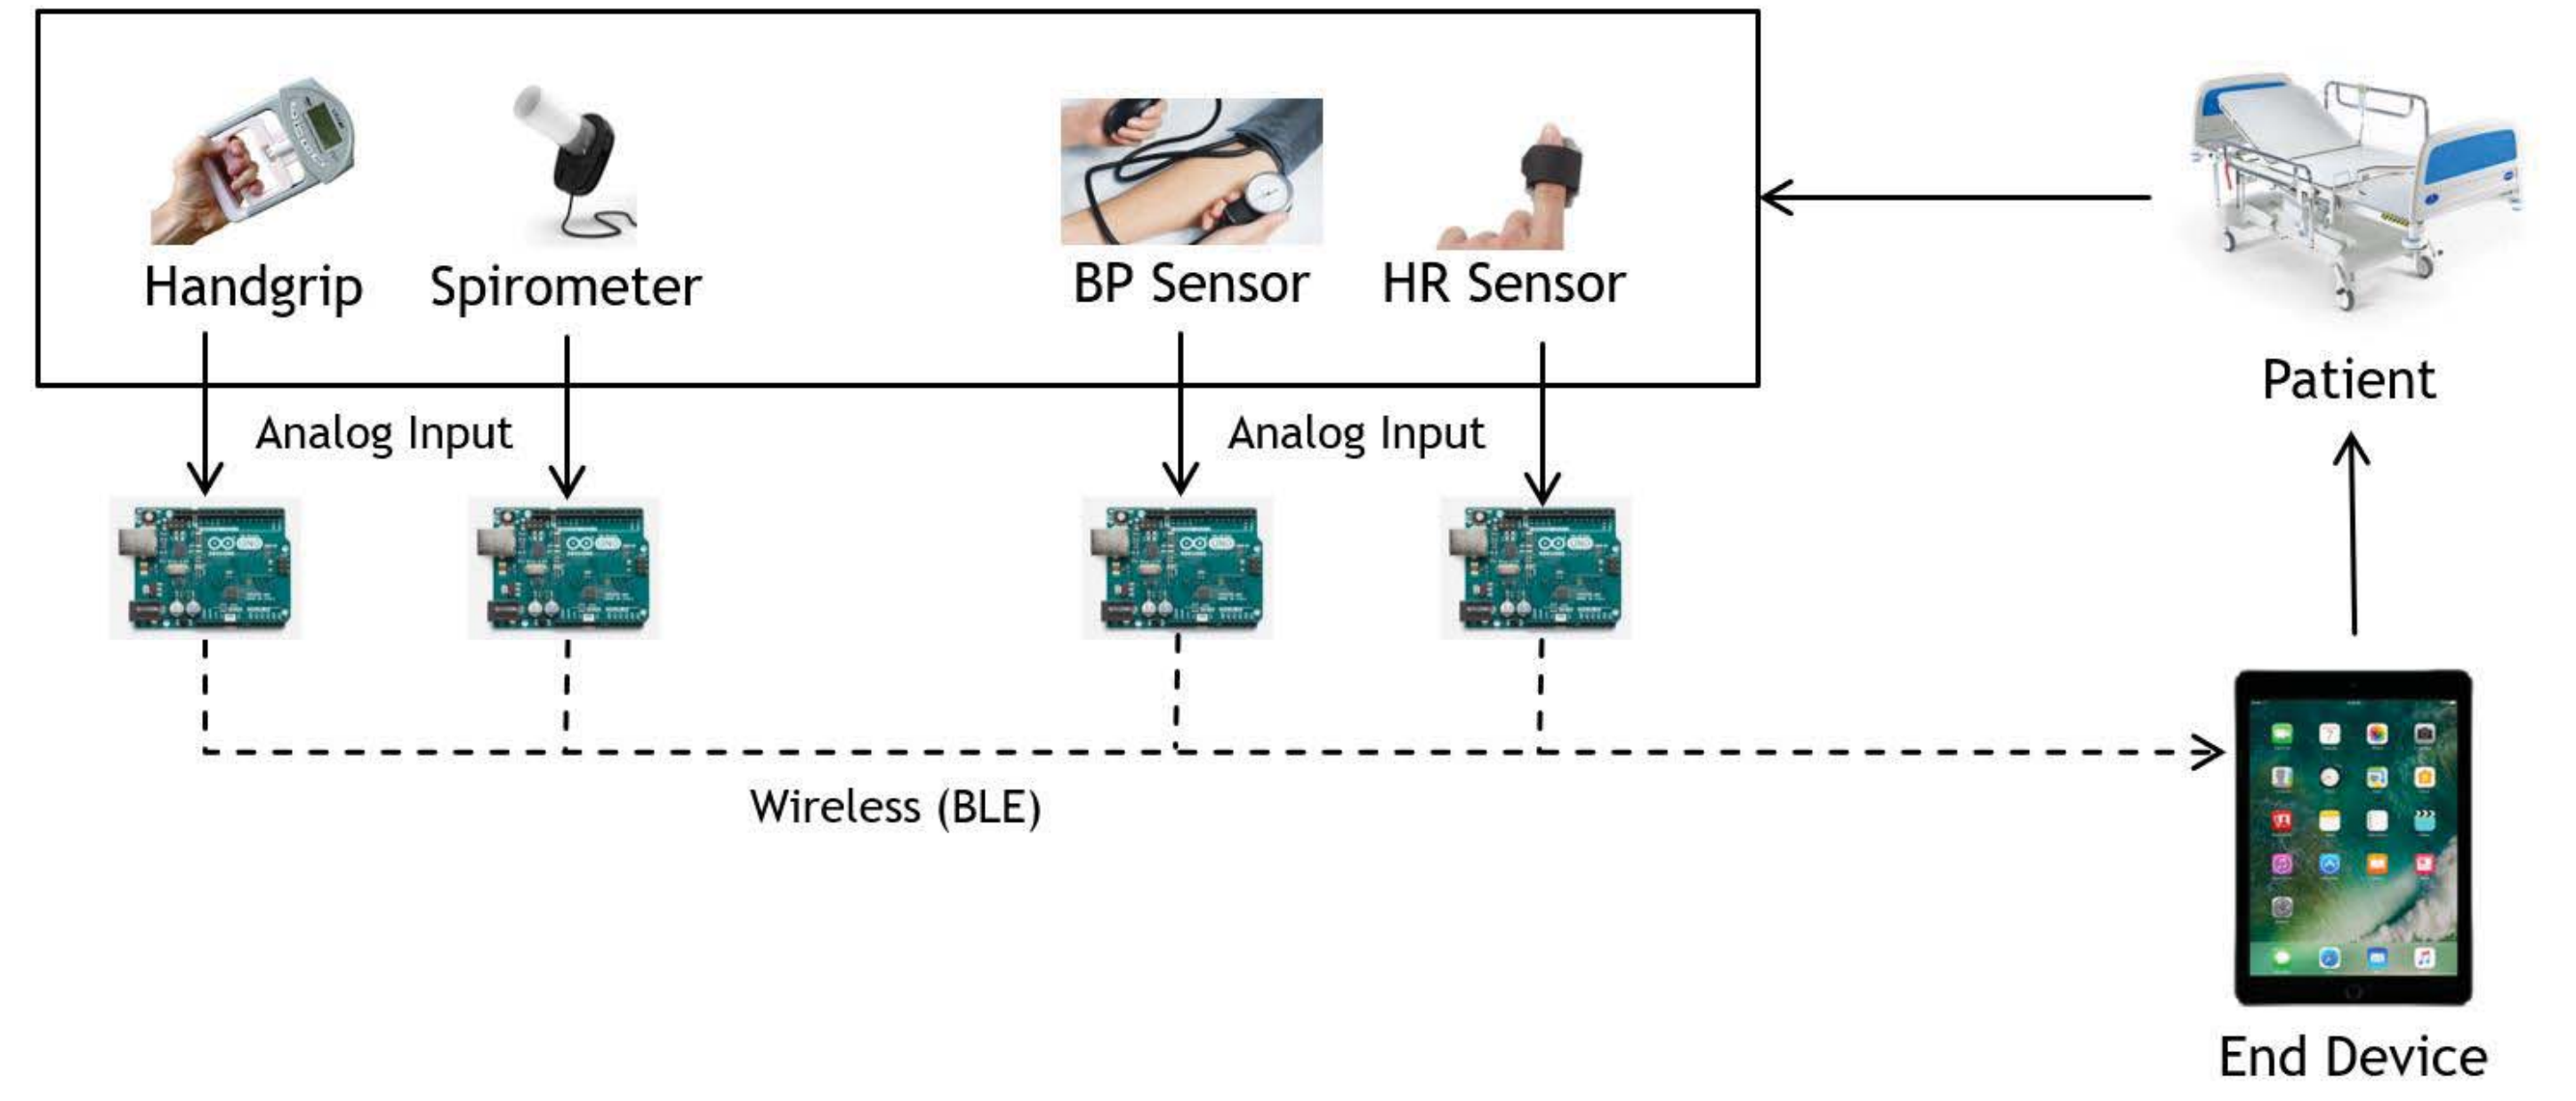 Handgrip
Spirometer
BP Sensor
HR Sensor
Patient
Analog Input
Analog Input
Wireless (BLE)
End Device